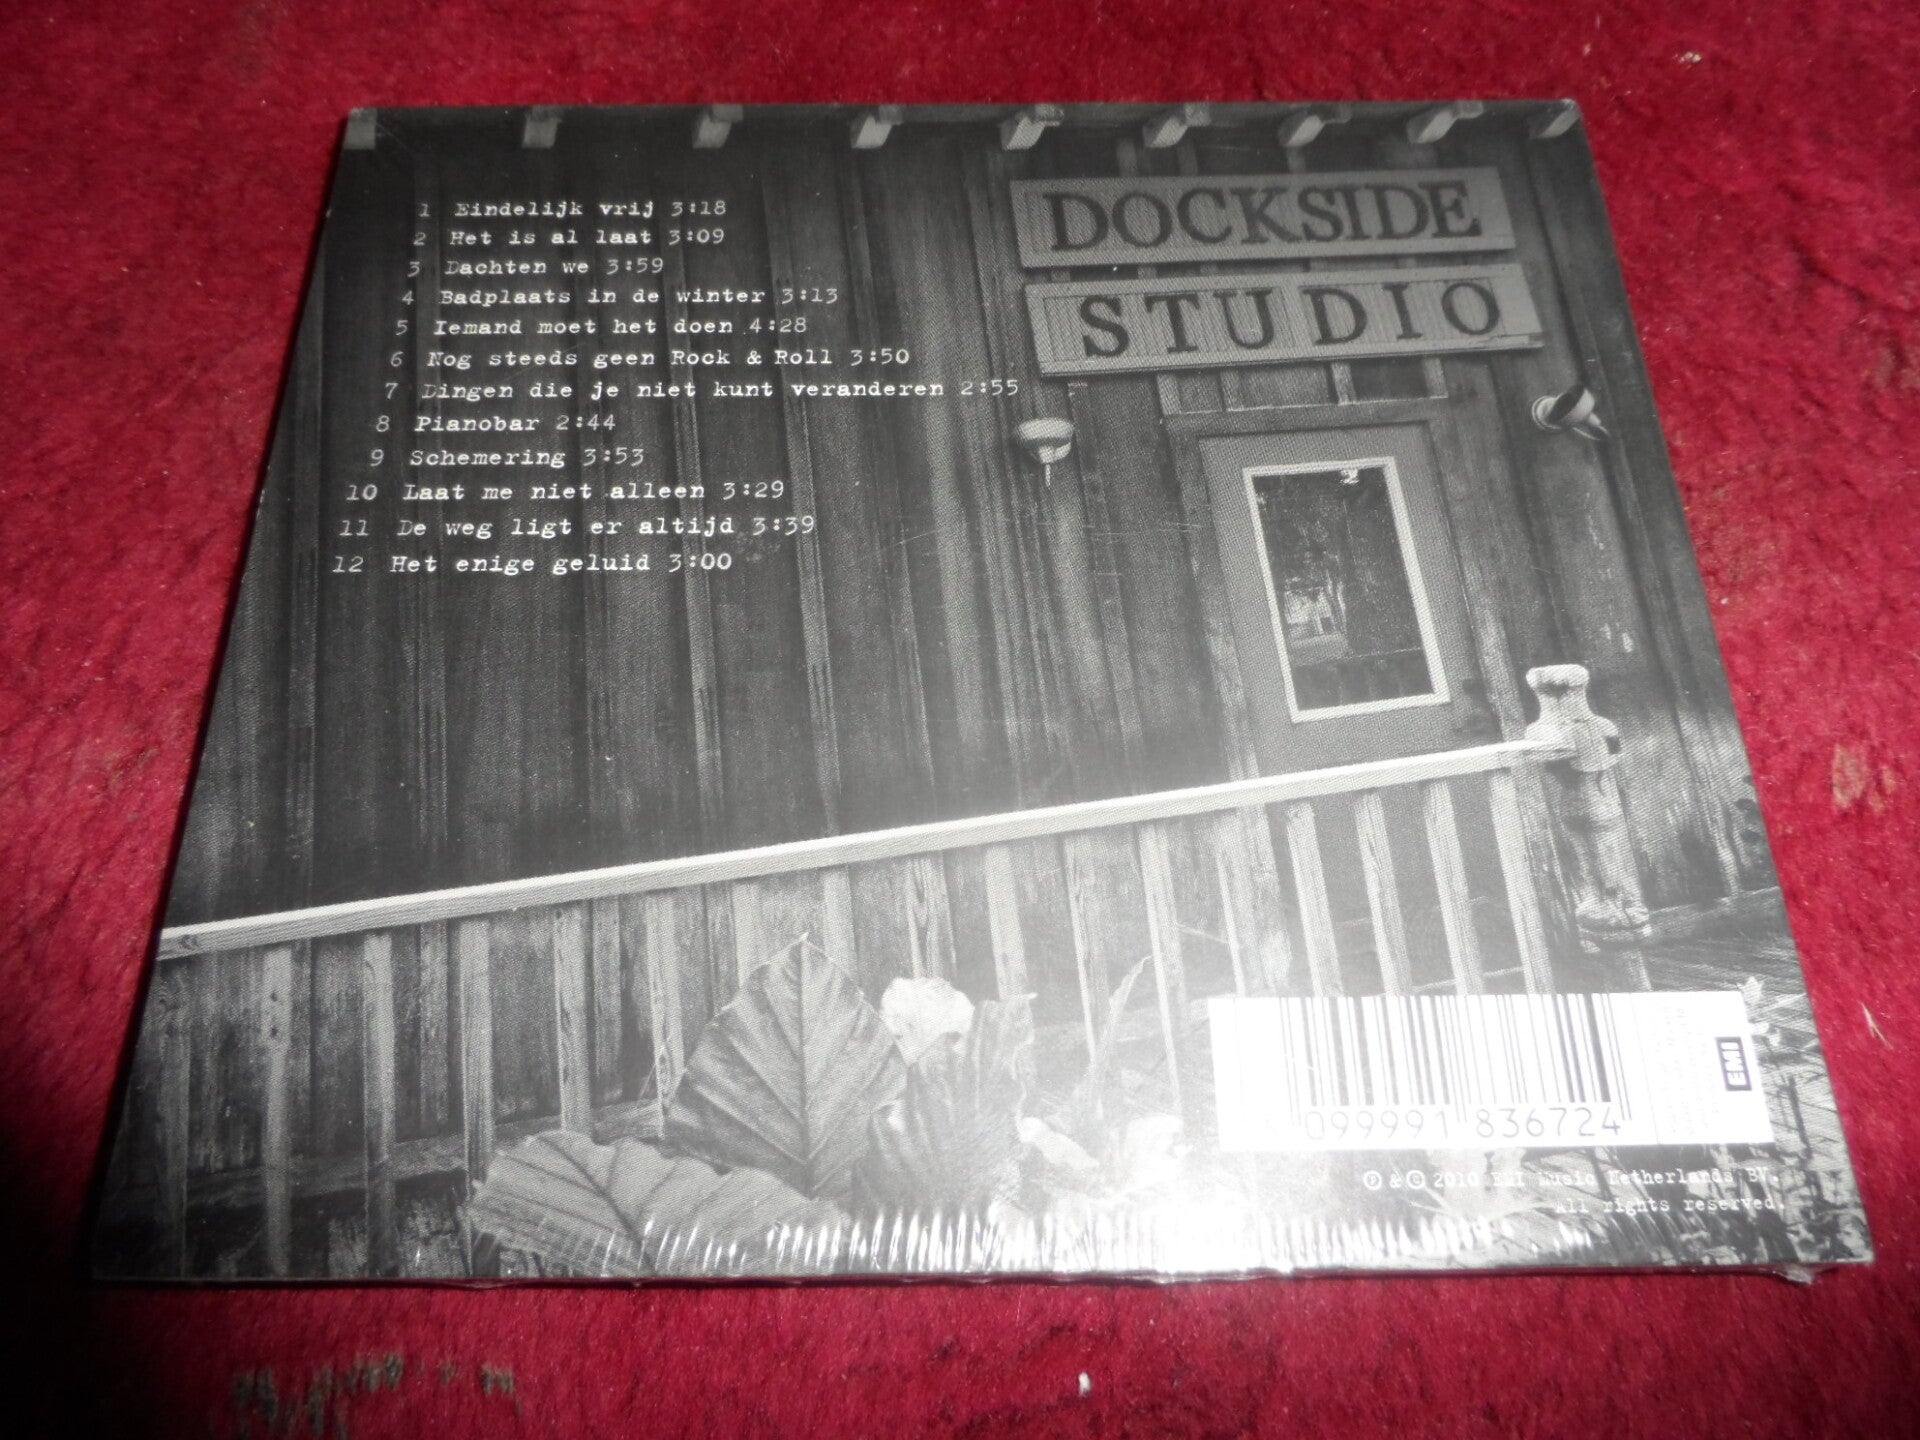 1 Eindelijk vrij 3:18
2 Het is al laat 3:09
3 Dachten we 3:59
4 Badplaats in de winter 3:13
5 Iemand moet het doen 4:28
6 Nog steeds geen Rock & Roll 3:50
7 Dingen die je niet kunt veranderen 2:55
8 Pianobar 2:44
9 Schemering 3:53
10 Laat me niet alleen 3:29
11 De weg ligt er altijd 3:39
12 Het enige geluid 3:00
DOCKSIDE
STUDIO
EMI
099991 836724
℗ & © 2010 EMI Music Netherlands BV.
All rights reserved.